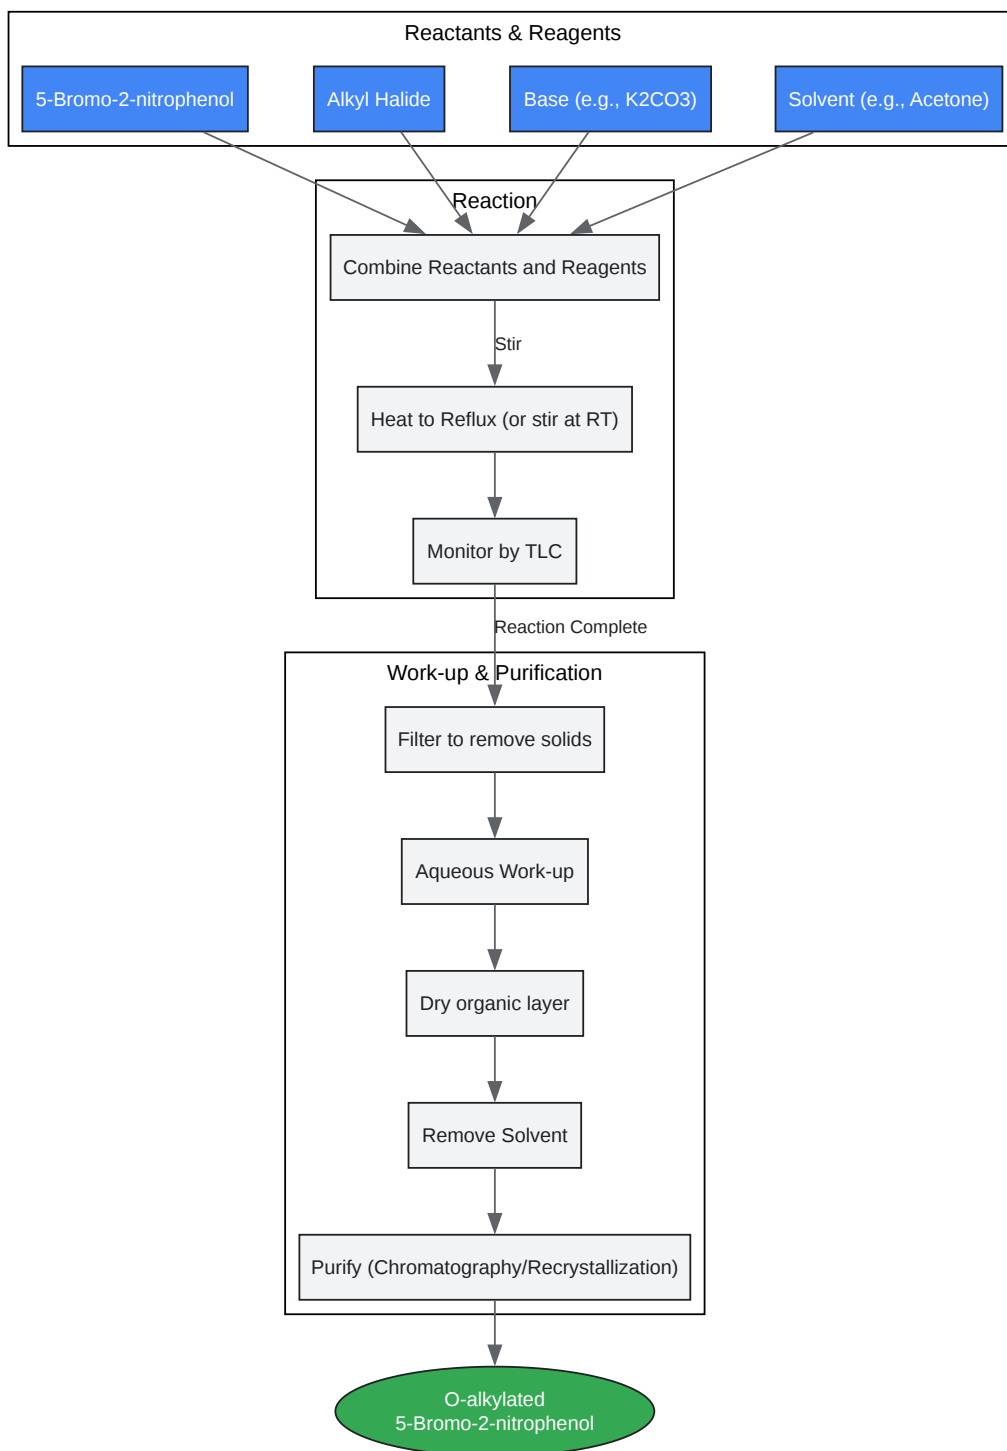 Reactants & Reagents
5-Bromo-2-nitrophenol
Alkyl Halide
Base (e.g., K2CO3)
Solvent (e.g., Acetone)
Reaction
Combine Reactants and Reagents
Stir
Heat to Reflux (or stir at RT)
Monitor by TLC
Reaction Complete
Work-up & Purification
Filter to remove solids
Aqueous Work-up
Dry organic layer
Remove Solvent
Purify (Chromatography/Recrystallization)
O-alkylated
5-Bromo-2-nitrophenol